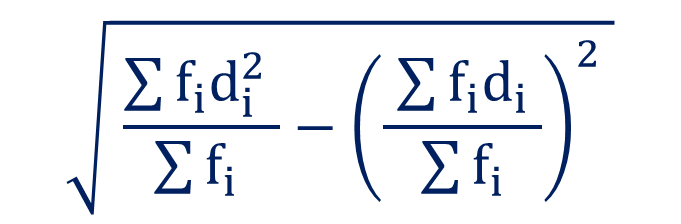 √(∑ fᵢdᵢ² / ∑ fᵢ − (∑ fᵢdᵢ / ∑ fᵢ)²)